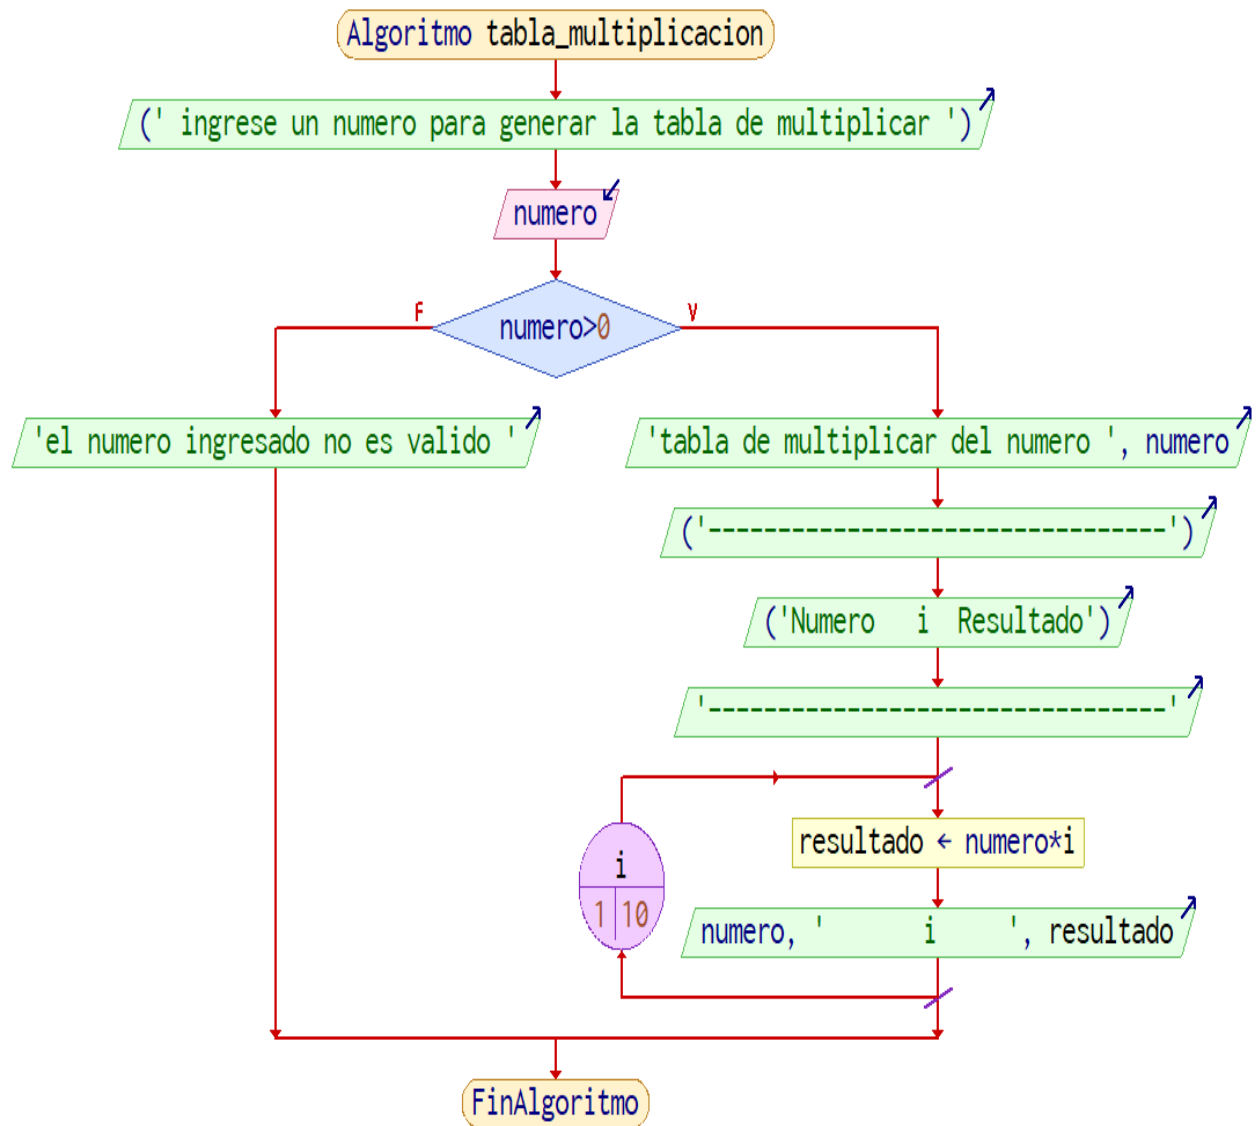 Algoritmo tabla_multiplicacion
(' ingrese un numero para generar la tabla de multiplicar ')
numero
numero>0
F
V
'el numero ingresado no es valido '
'tabla de multiplicar del numero ', numero
('---------------------------------')
('Numero   i  Resultado')
'---------------------------------'
i
1 10
resultado ← numero*i
numero, '       i     ', resultado
FinAlgoritmo